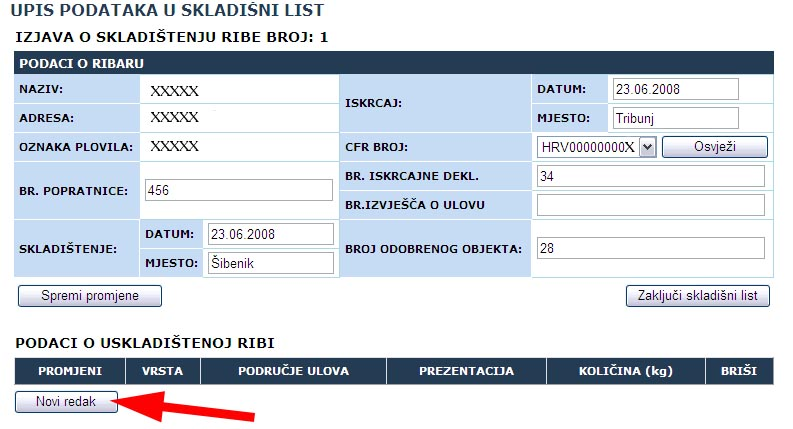 UPIS PODATAKA U SKLADIŠNI LIST
IZJAVA O SKLADIŠTENJU RIBE BROJ: 1
PODACI O RIBARU
NAZIV: XXXXX
ADRESA: XXXXX
ISKRCAJ: DATUM: 23.06.2008
MJESTO: Tribunj
OZNAKA PLOVILA: XXXXX CFR BROJ: HRV00000000X Osvježi
BR. POPRATNICE: 456 BR. ISKRCAJNE DEKL. 34
BR.IZVJEŠČA O ULOVU
SKLADIŠTENJE: DATUM: 23.06.2008
MJESTO: Šibenik
BROJ ODOBRENOG OBJEKTA: 28
Spremi promjene Zaključi skladišni list
PODACI O USKLADIŠTENOJ RIBI
PROMJENI VRSTA PODRUČJE ULOVA PREZENTACIJA KOLIČINA (kg) BRIŠI
Novi redak